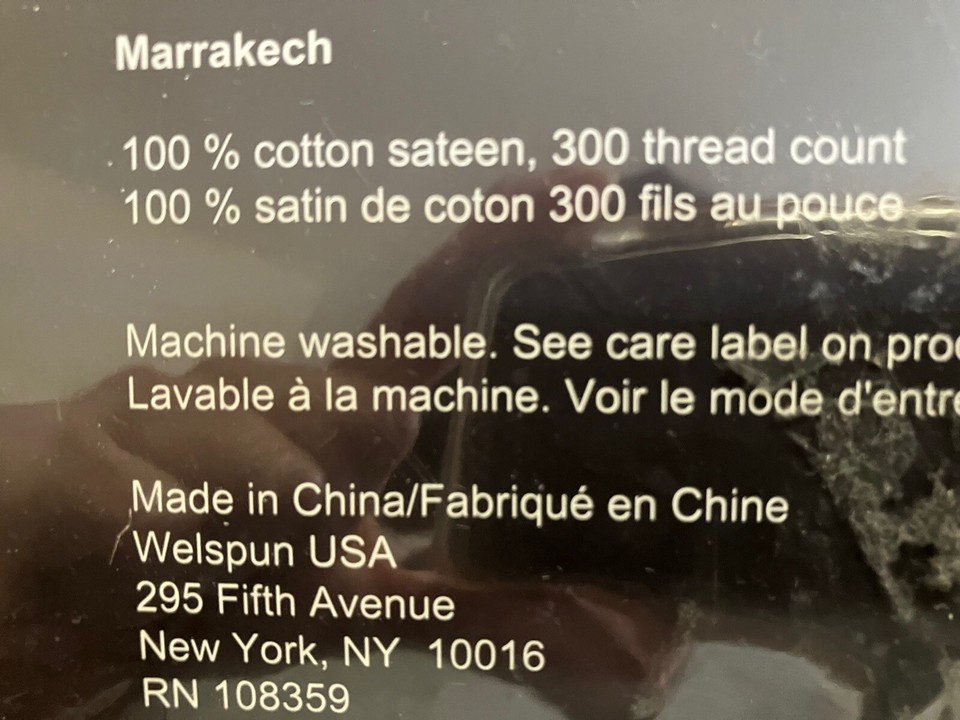 Marrakech
100 % cotton sateen, 300 thread count
100 % satin de coton 300 fils au pouce
Machine washable. See care label on
Lavable à la machine. Voir le mode
Made in China/Fabriqué en Chine
Welspun USA
295 Fifth Avenue
New York, NY 10016
RN 108359